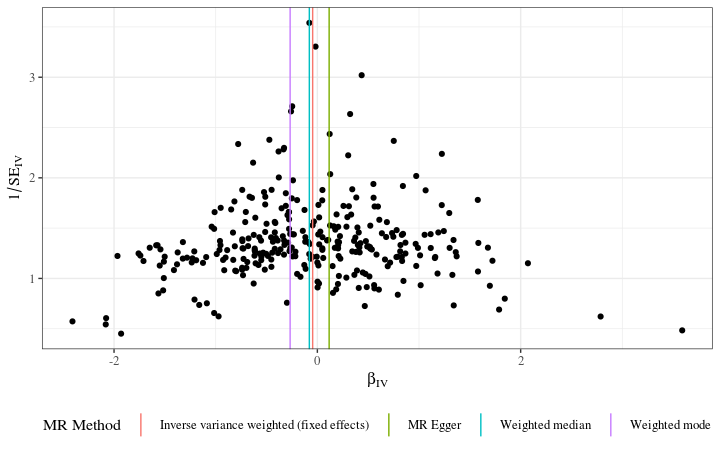 3
2
1
1/SE_IV
-2
0
2
β_IV
MR Method Inverse variance weighted (fixed effects) MR Egger Weighted median Weighted mode